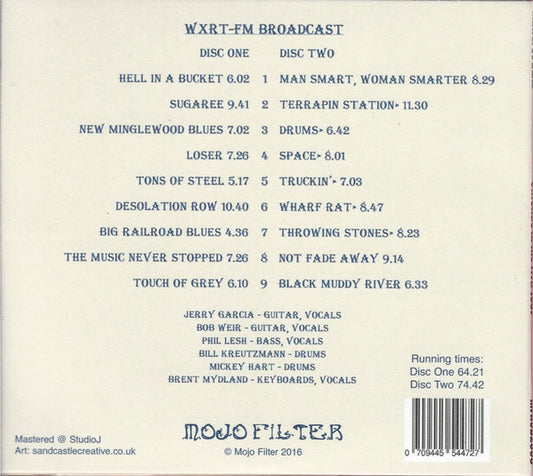 WXRT-FM BROADCAST
DISC ONE DISC TWO
HELL IN A BUCKET 6.02 1 MAN SMART, WOMAN SMARTER 8.29
SUGAREE 9.41 2 TERRAPIN STATION> 11.30
NEW MINGLEWOOD BLUES 7.02 3 DRUMS> 6.42
LOSER 7.26 4 SPACE> 8.01
TONS OF STEEL 5.17 5 TRUCKIN'> 7.03
DESOLATION ROW 10.40 6 WHARF RAT> 8.47
BIG RAILROAD BLUES 4.36 7 THROWING STONES> 8.23
THE MUSIC NEVER STOPPED 7.26 8 NOT FADE AWAY 9.14
TOUCH OF GREY 6.10 9 BLACK MUDDY RIVER 6.33
JERRY GARCIA - GUITAR, VOCALS
BOB WEIR - GUITAR, VOCALS
PHIL LESH - BASS, VOCALS
BILL KREUTZMANN - DRUMS
MICKEY HART - DRUMS
BRENT MYDLAND - KEYBOARDS, VOCALS
Running times:
Disc One 64.21
Disc Two 74.42
MOJO FILTER
© Mojo Filter 2016
Mastered @ StudioJ
Art: sandcastlecreative.co.uk
0 709445 544727